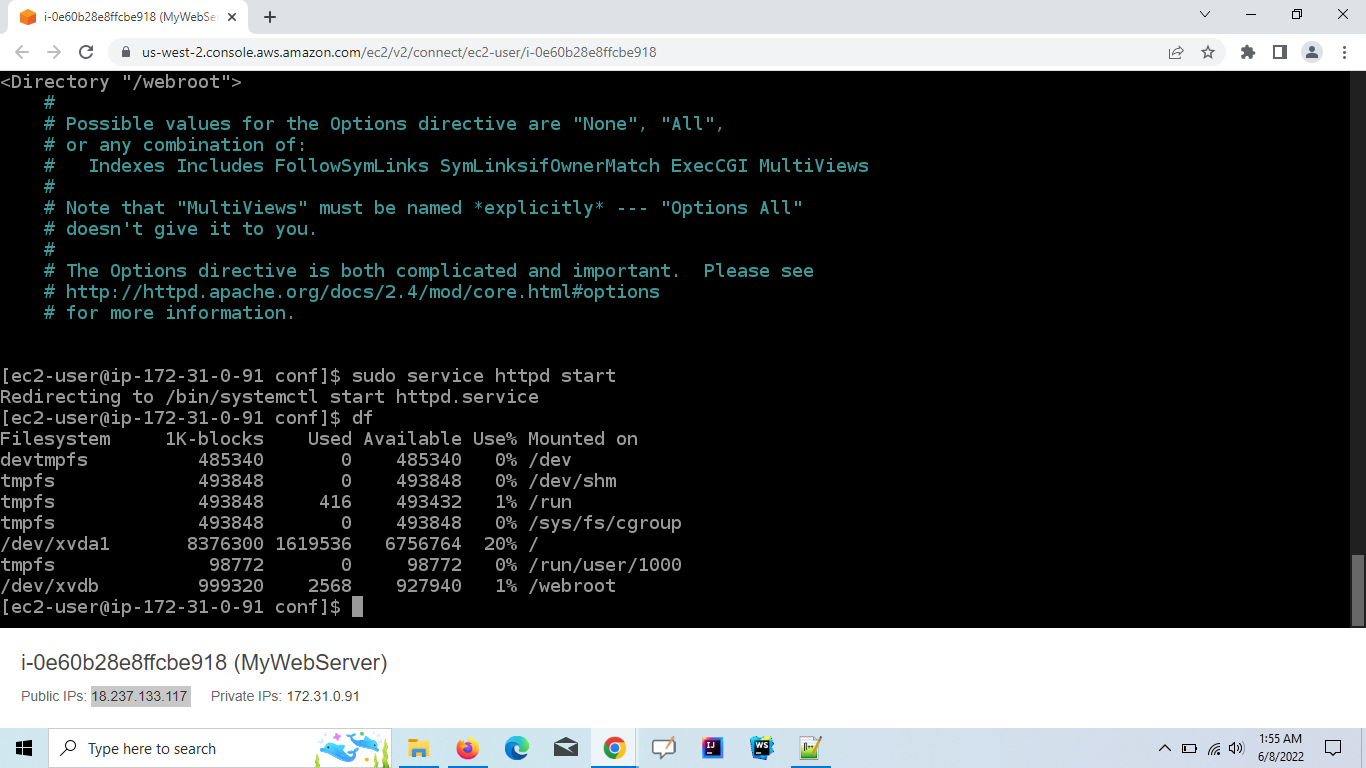 i-0e60b28e8ffcbe918 (MyWebSe
us-west-2.console.aws.amazon.com/ec2/v2/connect/ec2-user/i-0e60b28e8ffcbe918
<Directory "/webroot">
    #
    # Possible values for the Options directive are "None", "All",
    # or any combination of:
    #   Indexes Includes FollowSymLinks SymLinksifOwnerMatch ExecCGI MultiViews
    #
    # Note that "MultiViews" must be named *explicitly* --- "Options All"
    # doesn't give it to you.
    #
    # The Options directive is both complicated and important.  Please see
    # http://httpd.apache.org/docs/2.4/mod/core.html#options
    # for more information.
[ec2-user@ip-172-31-0-91 conf]$ sudo service httpd start
Redirecting to /bin/systemctl start httpd.service
[ec2-user@ip-172-31-0-91 conf]$ df
Filesystem     1K-blocks    Used Available Use% Mounted on
devtmpfs          485340       0    485340   0% /dev
tmpfs             493848       0    493848   0% /dev/shm
tmpfs             493848     416    493432   1% /run
tmpfs             493848       0    493848   0% /sys/fs/cgroup
/dev/xvda1       8376300 1619536   6756764  20% /
tmpfs              98772       0     98772   0% /run/user/1000
/dev/xvdb         999320    2568    927940   1% /webroot
[ec2-user@ip-172-31-0-91 conf]$
i-0e60b28e8ffcbe918 (MyWebServer)
Public IPs: 18.237.133.117 Private IPs: 172.31.0.91
Type here to search
IJ
WS
1:55 AM
6/8/2022